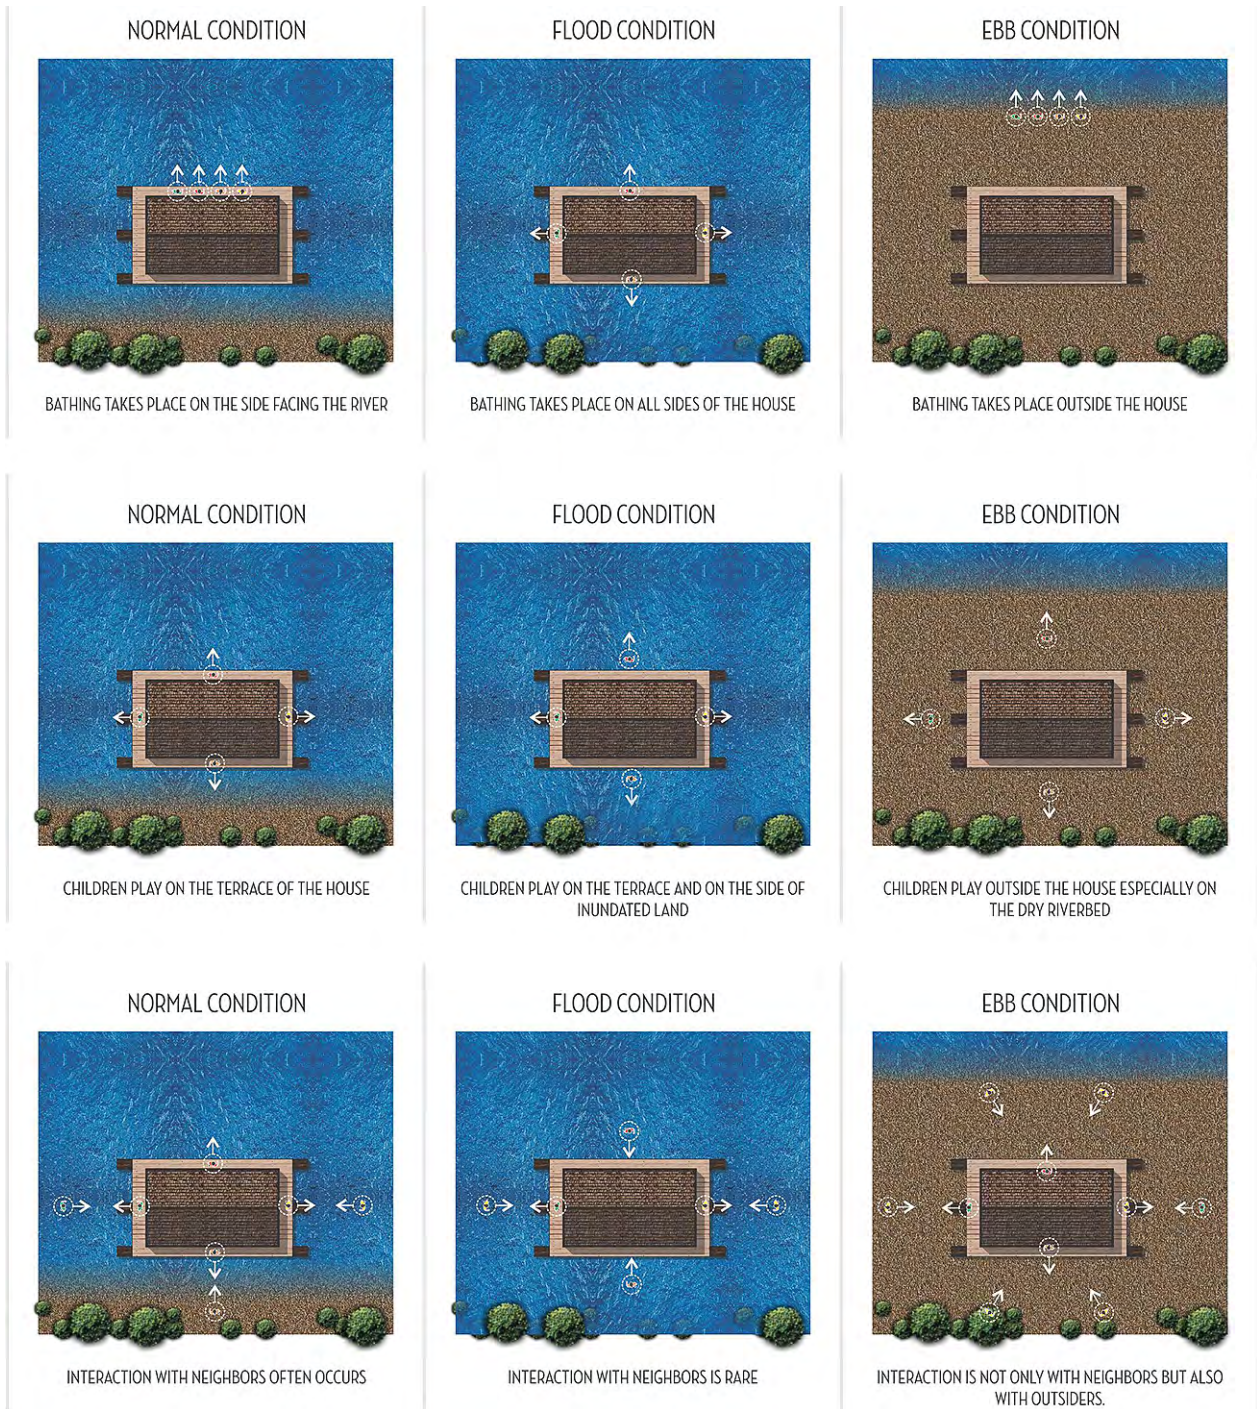 NORMAL CONDITION
FLOOD CONDITION
EBB CONDITION
BATHING TAKES PLACE ON THE SIDE FACING THE RIVER
BATHING TAKES PLACE ON ALL SIDES OF THE HOUSE
BATHING TAKES PLACE OUTSIDE THE HOUSE
NORMAL CONDITION
FLOOD CONDITION
EBB CONDITION
CHILDREN PLAY ON THE TERRACE OF THE HOUSE
CHILDREN PLAY ON THE TERRACE AND ON THE SIDE OF
INUNDATED LAND
CHILDREN PLAY OUTSIDE THE HOUSE ESPECIALLY ON
THE DRY RIVERBED
NORMAL CONDITION
FLOOD CONDITION
EBB CONDITION
INTERACTION WITH NEIGHBORS OFTEN OCCURS
INTERACTION WITH NEIGHBORS IS RARE
INTERACTION IS NOT ONLY WITH NEIGHBORS BUT ALSO
WITH OUTSIDERS.